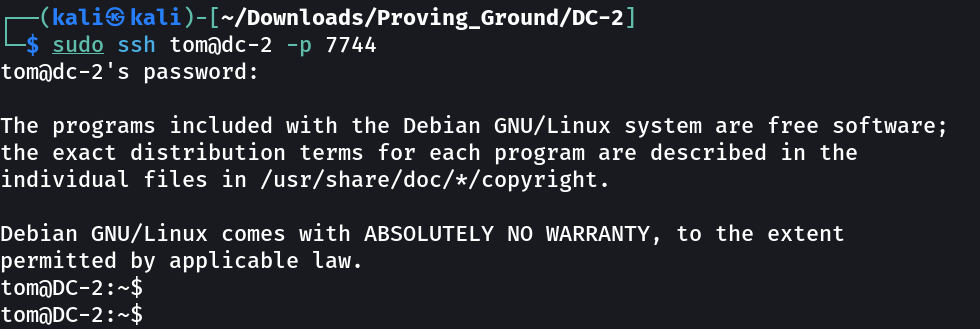 ┌──(kali㉿kali)-[~/Downloads/Proving_Ground/DC-2]
└─$ sudo ssh tom@dc-2 -p 7744
tom@dc-2's password:

The programs included with the Debian GNU/Linux system are free software;
the exact distribution terms for each program are described in the
individual files in /usr/share/doc/*/copyright.

Debian GNU/Linux comes with ABSOLUTELY NO WARRANTY, to the extent
permitted by applicable law.
tom@DC-2:~$
tom@DC-2:~$